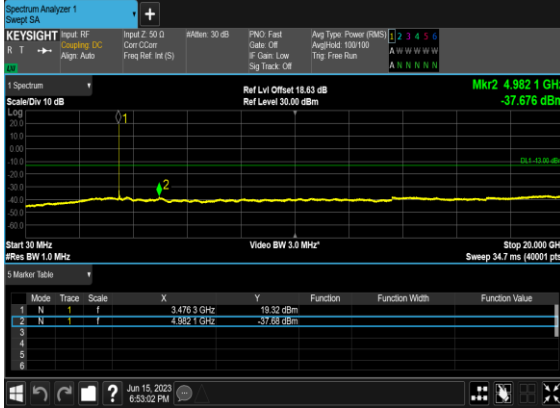 Spectrum Analyzer 1
Swept SA
+
KEYSIGHT
R T
LU
Input: RF
Coupling: DC
Align: Auto
Input Z: 50 Ω
Corr CCorr
Freq Ref: Int (S)
#Atten: 30 dB
PNO: Fast
Gate: Off
IF Gain: Low
Sig Track: Off
Avg Type: Power (RMS)
Avg|Hold: 100/100
Trig: Free Run
1 2 3 4 5 6
A W W W W W
A N N N N N
1 Spectrum
Scale/Div 10 dB
Ref Lvl Offset 18.63 dB
Ref Level 30.00 dBm
Mkr2 4.982 1 GHz
-37.676 dBm
Log
20.0
10.0
0.00
-10.0
-20.0
-30.0
-40.0
-50.0
-60.0
1
2
DL1 -13.00 dBm
Start 30 MHz
#Res BW 1.0 MHz
Video BW 3.0 MHz*
Stop 20.000 GH
Sweep 34.7 ms (40001 pts
5 Marker Table
Mode Trace Scale X Y Function Function Width Function Value
1 N 1 f 3.476 3 GHz 19.32 dBm
2 N 1 f 4.982 1 GHz -37.68 dBm
3
4
5
6
?
Jun 15, 2023
6:53:02 PM